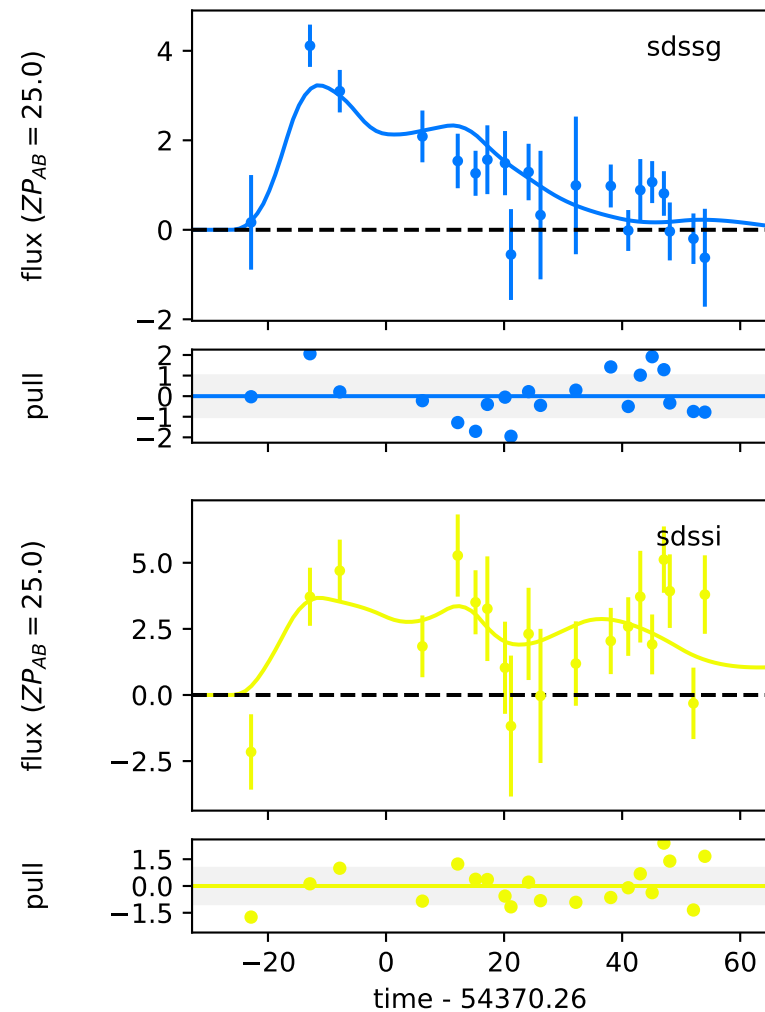 sdssg
flux (ZP_AB = 25.0)
4
2
0
−2
pull
2
1
0
−1
−2
sdssi
flux (ZP_AB = 25.0)
5.0
2.5
0.0
−2.5
pull
1.5
0.0
−1.5
−20 0 20 40 60
time - 54370.26